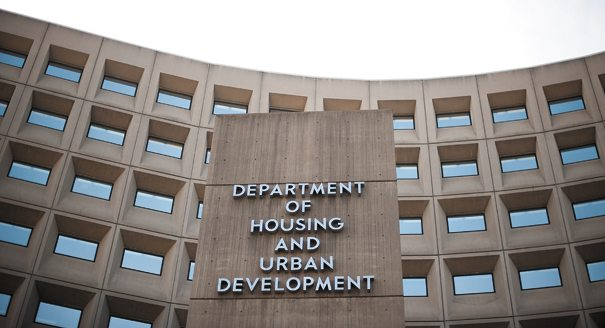 DEPARTMENT
OF
HOUSING
AND
URBAN
DEVELOPMENT